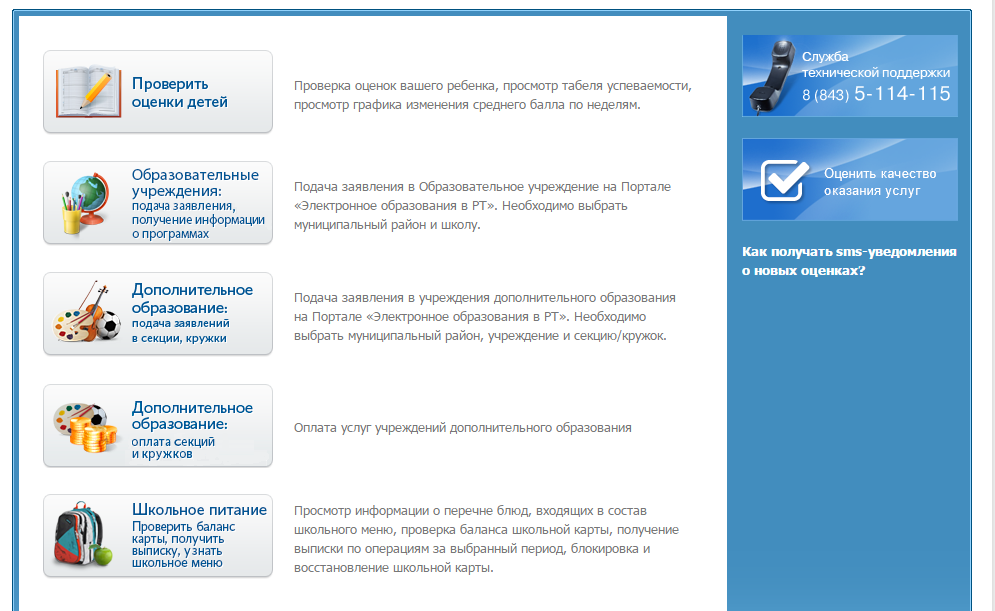 Проверить
оценки детей
Проверка оценок вашего ребенка, просмотр табеля успеваемости,
просмотр графика изменения среднего балла по неделям.
Образовательные
учреждения:
подача заявления,
получение информации
о программах
Подача заявления в Образовательное учреждение на Портале
«Электронное образования в РТ». Необходимо выбрать
муниципальный район и школу.
Дополнительное
образование:
подача заявлений
в секции, кружки
Подача заявления в учреждения дополнительного образования
на Портале «Электронное образования в РТ». Необходимо
выбрать муниципальный район, учреждение и секцию/кружок.
Дополнительное
образование:
оплата секций
и кружков
Оплата услуг учреждений дополнительного образования
Школьное питание
Проверить баланс
карты, получить
выписку, узнать
школьное меню
Просмотр информации о перечне блюд, входящих в состав
школьного меню, проверка баланса школьной карты, получение
выписки по операциям за выбранный период, блокировка и
восстановление школьной карты.
Служба
технической поддержки
8 (843) 5-114-115
Оценить качество
оказания услуг
Как получать sms-уведомления
о новых оценках?